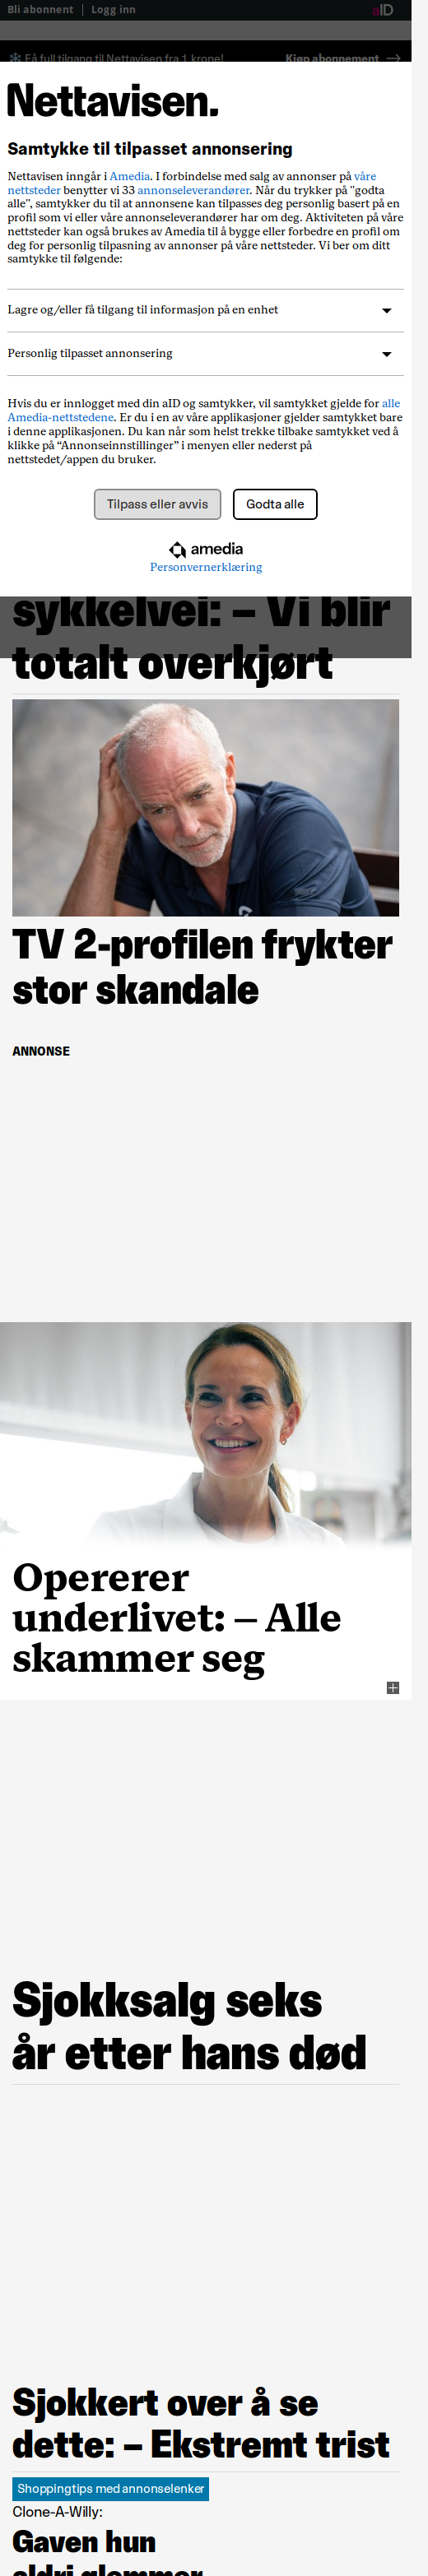 Bli abonnent | Logg inn
aID
Få full tilgang til Nettavisen fra 1 krone!
Kjøp abonnement
Nettavisen.
Samtykke til tilpasset annonsering
Nettavisen inngår i Amedia. I forbindelse med salg av annonser på våre
nettsteder benytter vi 33 annonseleverandører. Når du trykker på "godta
alle", samtykker du til at annonsene kan tilpasses deg personlig basert på en
profil som vi eller våre annonseleverandører har om deg. Aktiviteten på våre
nettsteder kan også brukes av Amedia til å bygge eller forbedre en profil om
deg for personlig tilpasning av annonser på våre nettsteder. Vi ber om ditt
samtykke til følgende:
Lagre og/eller få tilgang til informasjon på en enhet
Personlig tilpasset annonsering
Hvis du er innlogget med din aID og samtykker, vil samtykket gjelde for alle
Amedia-nettstedene. Er du i en av våre applikasjoner gjelder samtykket bare
i denne applikasjonen. Du kan når som helst trekke tilbake samtykket ved å
klikke på “Annonseinnstillinger” i menyen eller nederst på
nettstedet/appen du bruker.
Tilpass eller avvis
Godta alle
amedia
Personvernerklæring
sykkelvei: – Vi blir
totalt overkjørt
TV 2-profilen frykter
stor skandale
ANNONSE
Opererer
underlivet: – Alle
skammer seg
Sjokksalg seks
år etter hans død
Sjokkert over å se
dette: – Ekstremt trist
Shoppingtips med annonselenker
Clone-A-Willy:
Gaven hun
aldri glemmer